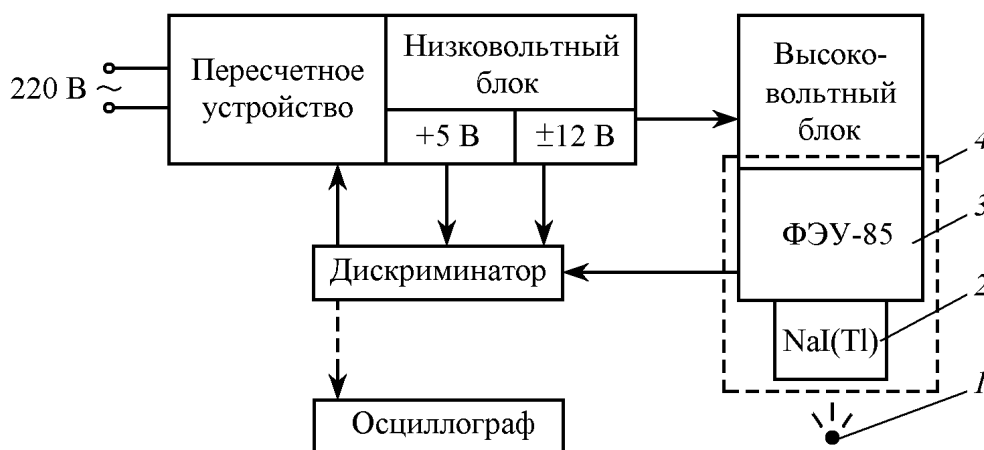 220 В ~
Пересчетное
устройство
Низковольтный
блок
+5 В
±12 В
Высоко-
вольтный
блок
4
ФЭУ-85
3
Дискриминатор
NaI(Tl)
2
Осциллограф
1